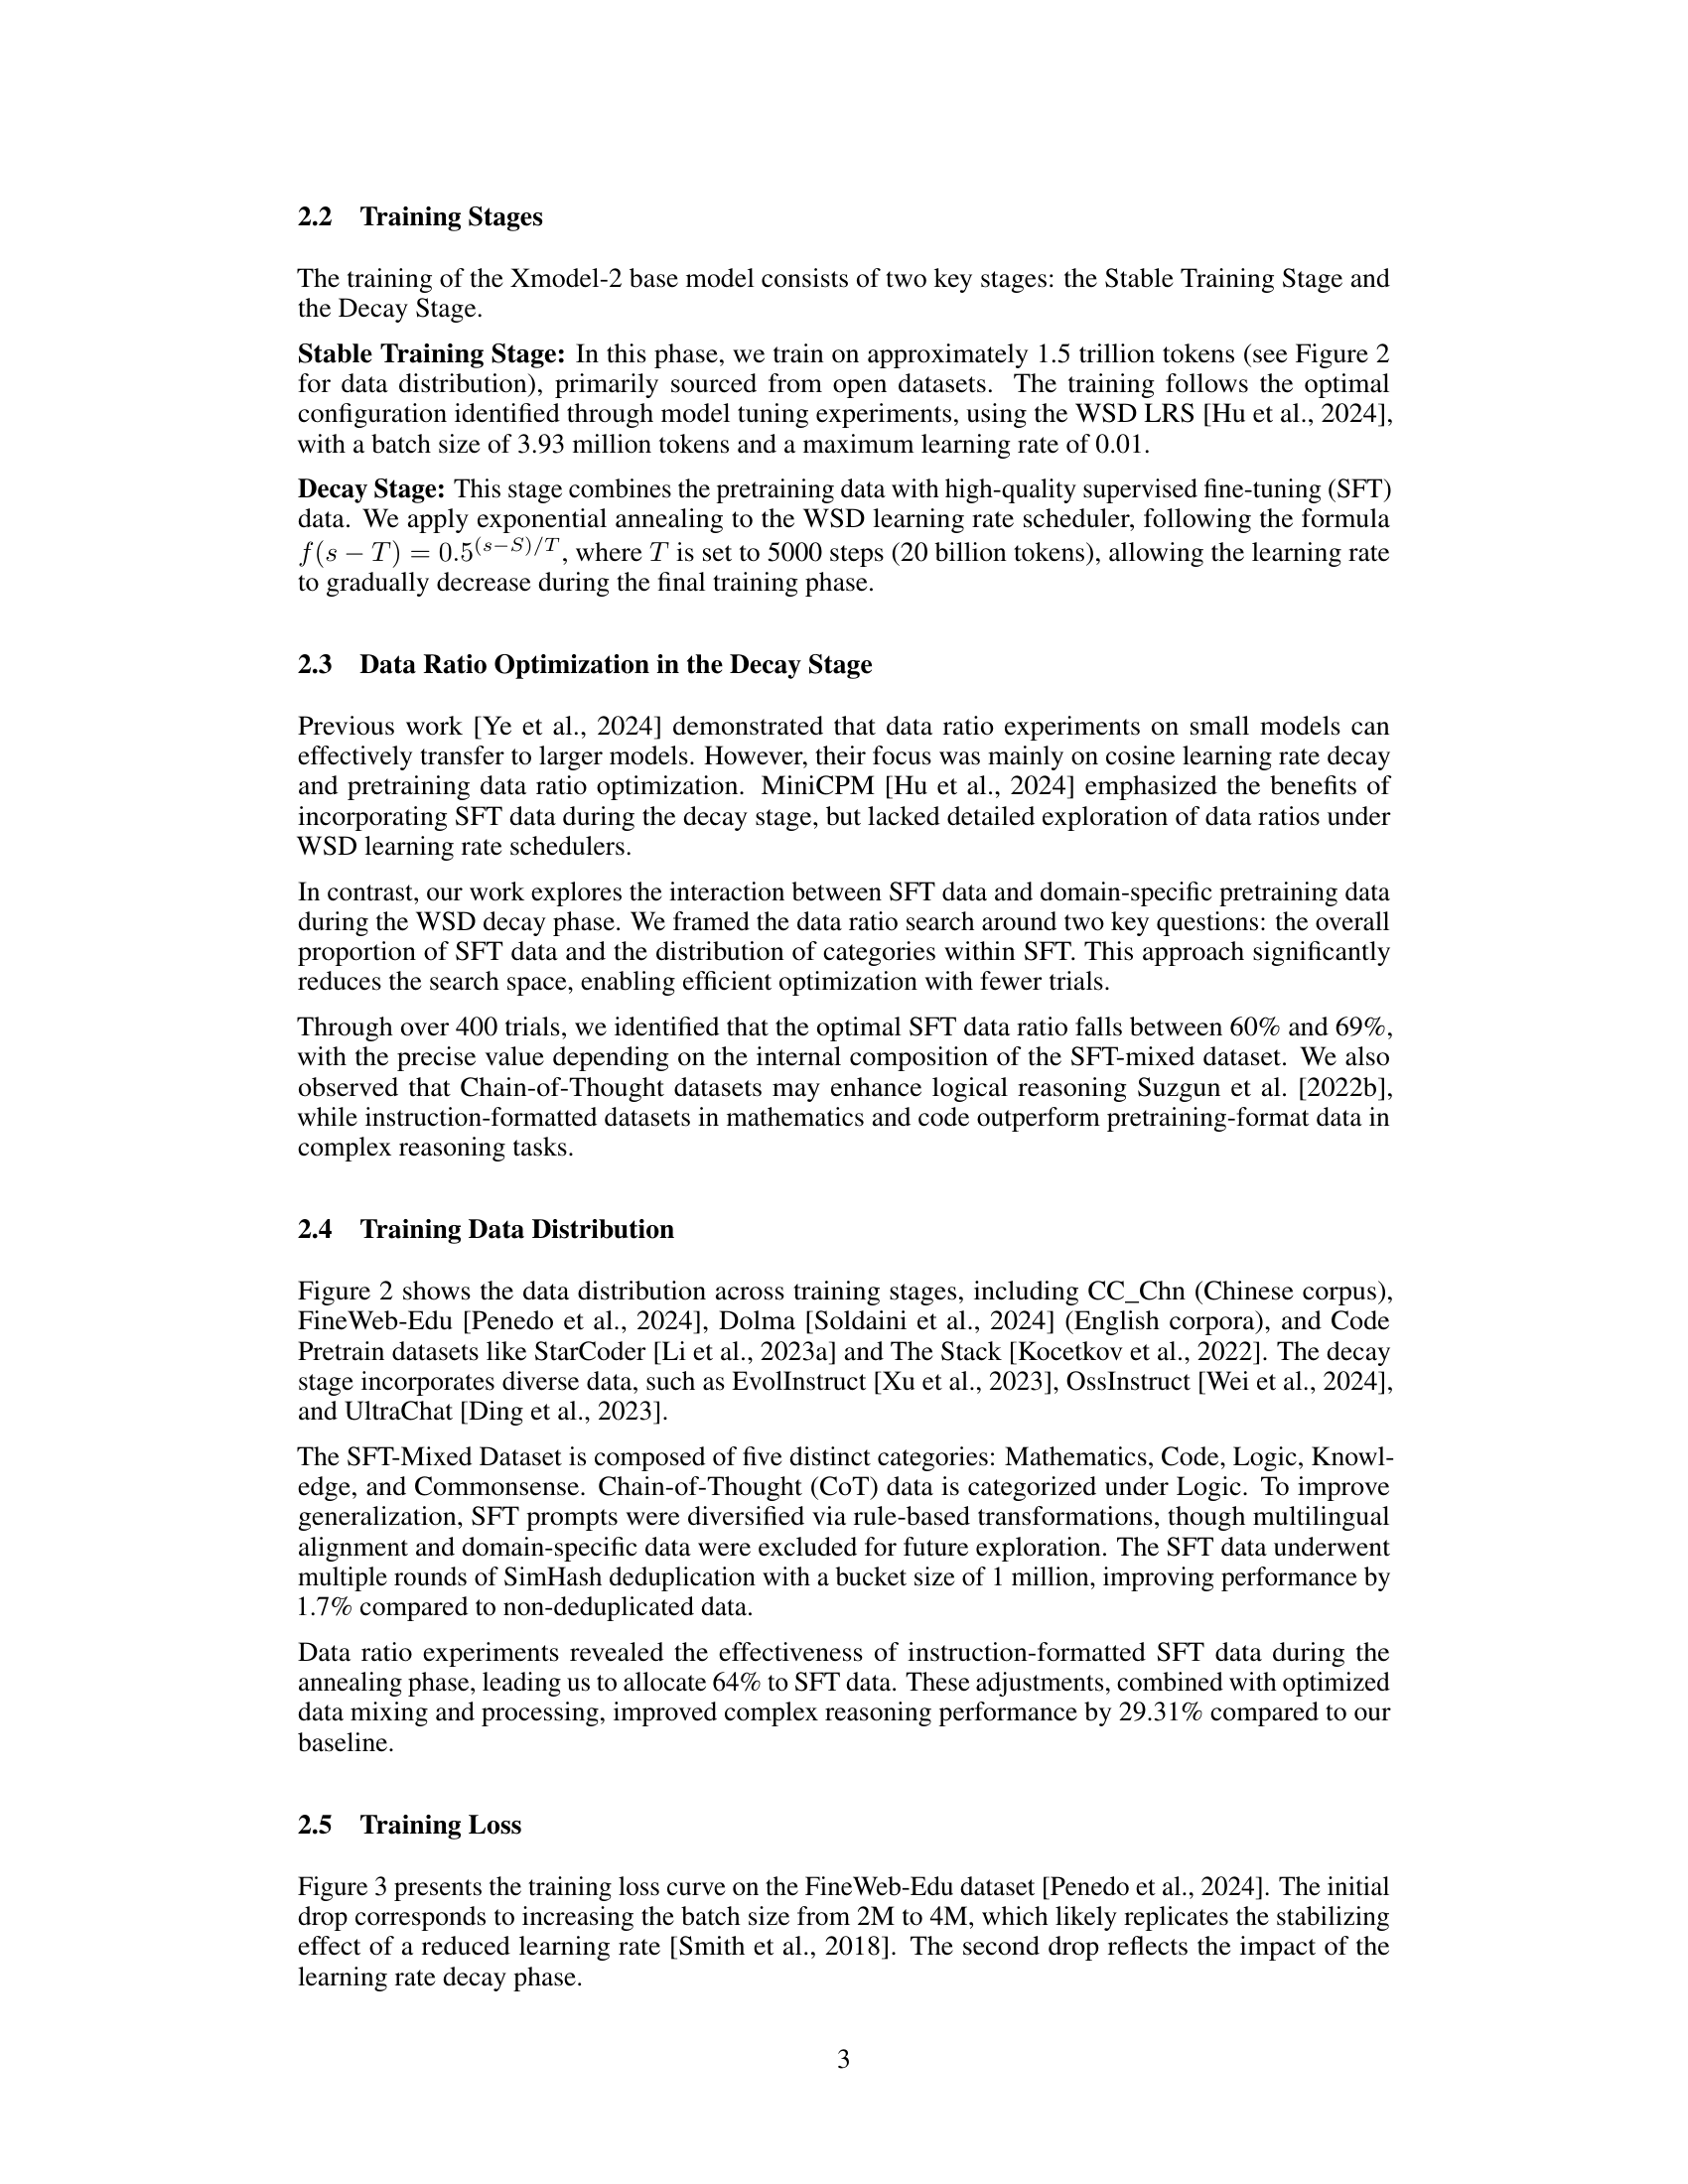 2.2 Training Stages
The training of the Xmodel-2 base model consists of two key stages: the Stable Training Stage and
the Decay Stage.
Stable Training Stage: In this phase, we train on approximately 1.5 trillion tokens (see Figure 2
for data distribution), primarily sourced from open datasets. The training follows the optimal
configuration identified through model tuning experiments, using the WSD LRS [Hu et al., 2024],
with a batch size of 3.93 million tokens and a maximum learning rate of 0.01.
Decay Stage: This stage combines the pretraining data with high-quality supervised fine-tuning (SFT)
data. We apply exponential annealing to the WSD learning rate scheduler, following the formula
f(s − T) = 0.5^{(s−S)/T}, where T is set to 5000 steps (20 billion tokens), allowing the learning rate
to gradually decrease during the final training phase.
2.3 Data Ratio Optimization in the Decay Stage
Previous work [Ye et al., 2024] demonstrated that data ratio experiments on small models can
effectively transfer to larger models. However, their focus was mainly on cosine learning rate decay
and pretraining data ratio optimization. MiniCPM [Hu et al., 2024] emphasized the benefits of
incorporating SFT data during the decay stage, but lacked detailed exploration of data ratios under
WSD learning rate schedulers.
In contrast, our work explores the interaction between SFT data and domain-specific pretraining data
during the WSD decay phase. We framed the data ratio search around two key questions: the overall
proportion of SFT data and the distribution of categories within SFT. This approach significantly
reduces the search space, enabling efficient optimization with fewer trials.
Through over 400 trials, we identified that the optimal SFT data ratio falls between 60% and 69%,
with the precise value depending on the internal composition of the SFT-mixed dataset. We also
observed that Chain-of-Thought datasets may enhance logical reasoning Suzgun et al. [2022b],
while instruction-formatted datasets in mathematics and code outperform pretraining-format data in
complex reasoning tasks.
2.4 Training Data Distribution
Figure 2 shows the data distribution across training stages, including CC_Chn (Chinese corpus),
FineWeb-Edu [Penedo et al., 2024], Dolma [Soldaini et al., 2024] (English corpora), and Code
Pretrain datasets like StarCoder [Li et al., 2023a] and The Stack [Kocetkov et al., 2022]. The decay
stage incorporates diverse data, such as EvolInstruct [Xu et al., 2023], OssInstruct [Wei et al., 2024],
and UltraChat [Ding et al., 2023].
The SFT-Mixed Dataset is composed of five distinct categories: Mathematics, Code, Logic, Knowl-
edge, and Commonsense. Chain-of-Thought (CoT) data is categorized under Logic. To improve
generalization, SFT prompts were diversified via rule-based transformations, though multilingual
alignment and domain-specific data were excluded for future exploration. The SFT data underwent
multiple rounds of SimHash deduplication with a bucket size of 1 million, improving performance by
1.7% compared to non-deduplicated data.
Data ratio experiments revealed the effectiveness of instruction-formatted SFT data during the
annealing phase, leading us to allocate 64% to SFT data. These adjustments, combined with optimized
data mixing and processing, improved complex reasoning performance by 29.31% compared to our
baseline.
2.5 Training Loss
Figure 3 presents the training loss curve on the FineWeb-Edu dataset [Penedo et al., 2024]. The initial
drop corresponds to increasing the batch size from 2M to 4M, which likely replicates the stabilizing
effect of a reduced learning rate [Smith et al., 2018]. The second drop reflects the impact of the
learning rate decay phase.
3